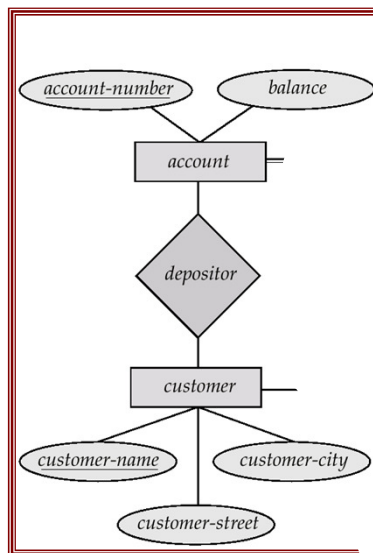 account-number
balance
account
depositor
customer
customer-name
customer-city
customer-street